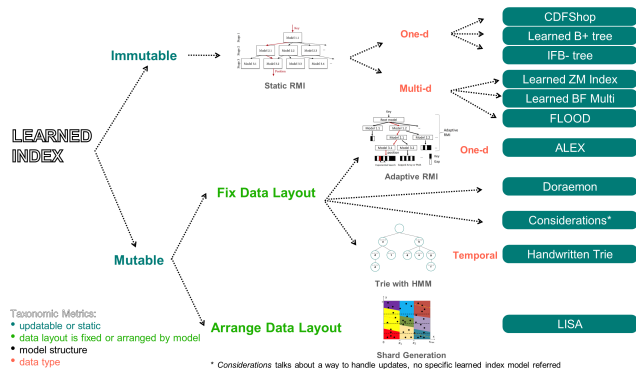 CDFShop
One-d
Learned B+ tree
Immutable
IFB- tree
Static RMI
Learned ZM Index
Multi-d
Learned BF Multi
FLOOD
LEARNED
INDEX
One-d
ALEX
Adaptive RMI
Fix Data Layout
Doraemon
Considerations*
Mutable
Temporal
Handwritten Trie
Trie with HMM
Taxonomic Metrics:
• updatable or static
• data layout is fixed or arranged by model
• model structure
• data type
Arrange Data Layout
LISA
Shard Generation
* Considerations talks about a way to handle updates, no specific learned index model referred